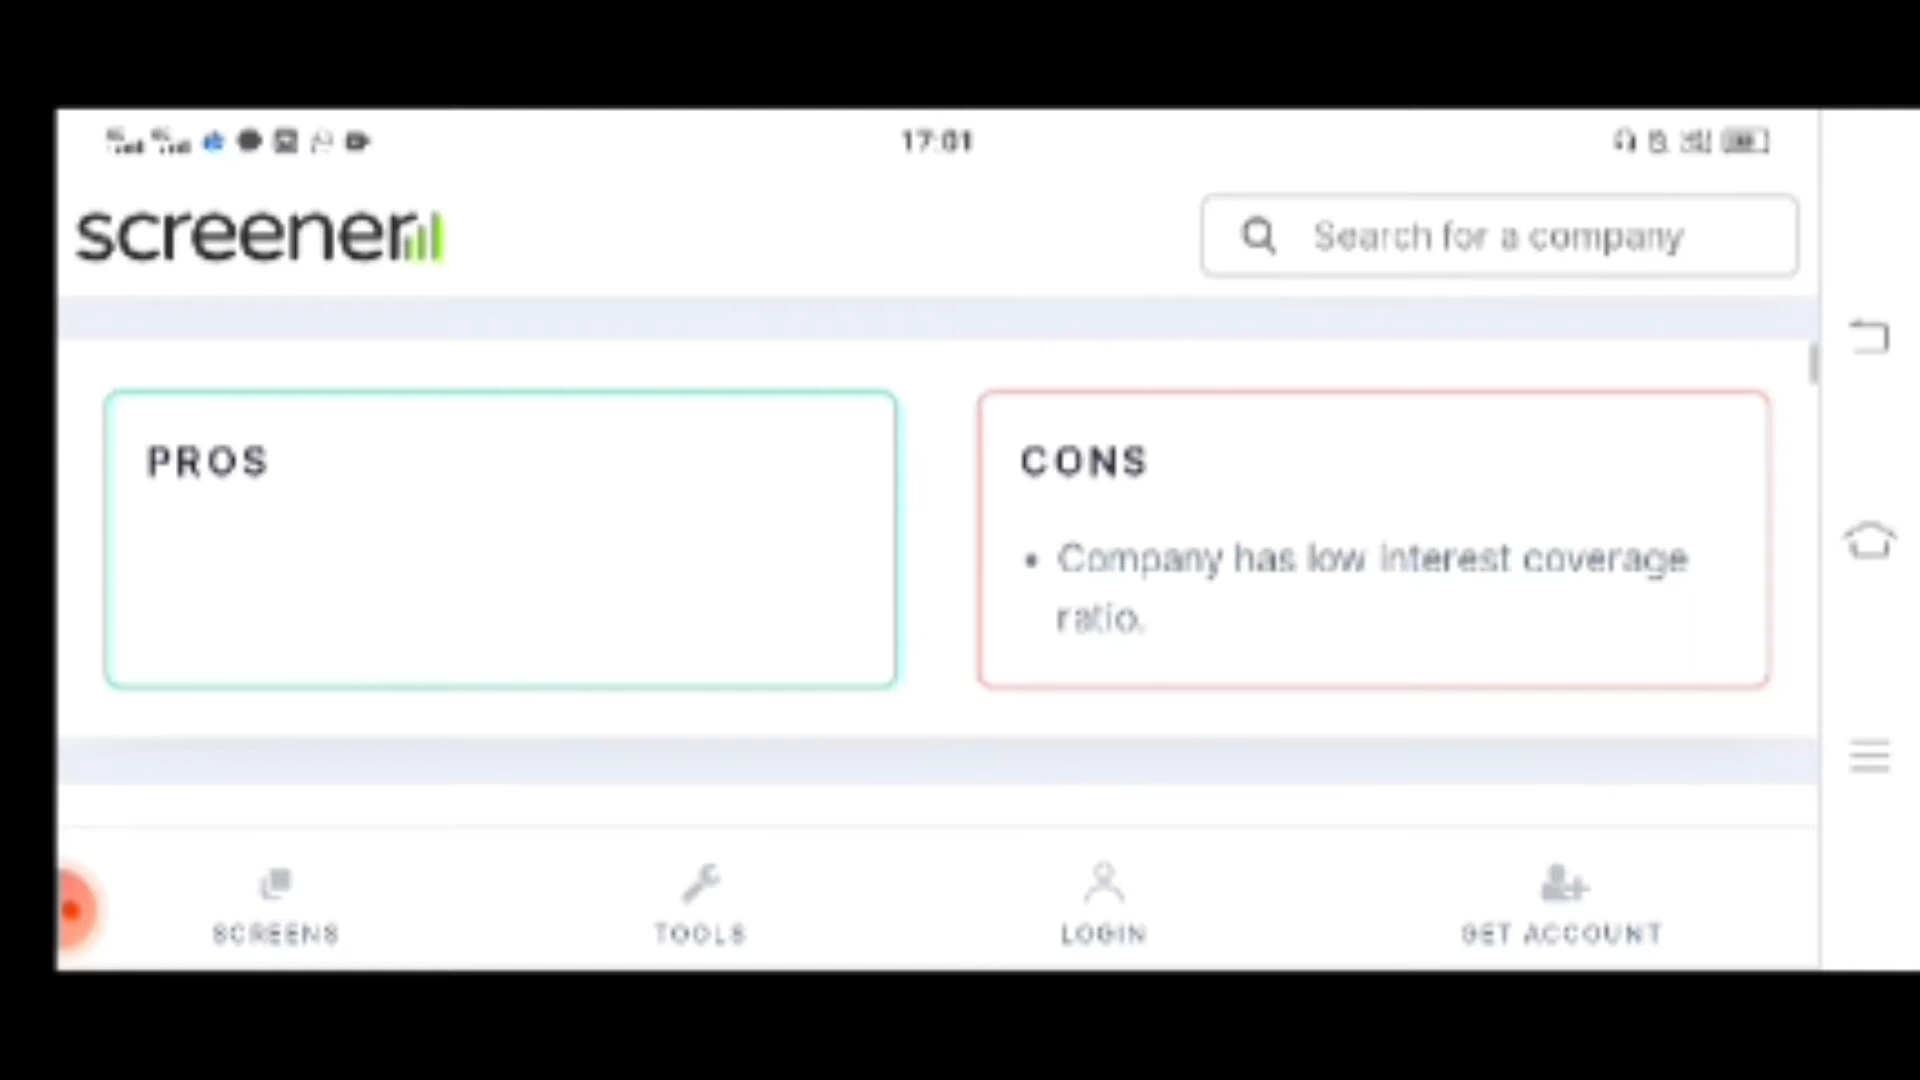 17:01
screener
Search for a company
PROS
CONS
• Company has low interest coverage
ratio.
SCREENS
TOOLS
LOGIN
GET ACCOUNT